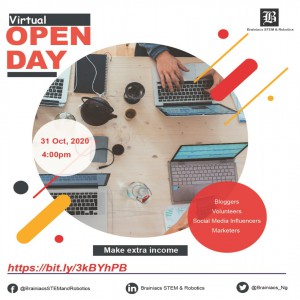 Virtual
OPEN
DAY
Brainiacs STEM & Robotics
31 Oct, 2020
4:00pm
Bloggers
Volunteers
Social Media Influencers
Marketers
Make extra income
https://bit.ly/3kBYhPB
@BrainiacsSTEMandRobotics
Brainiacs STEM & Robotics
@Brainiacs_Ng